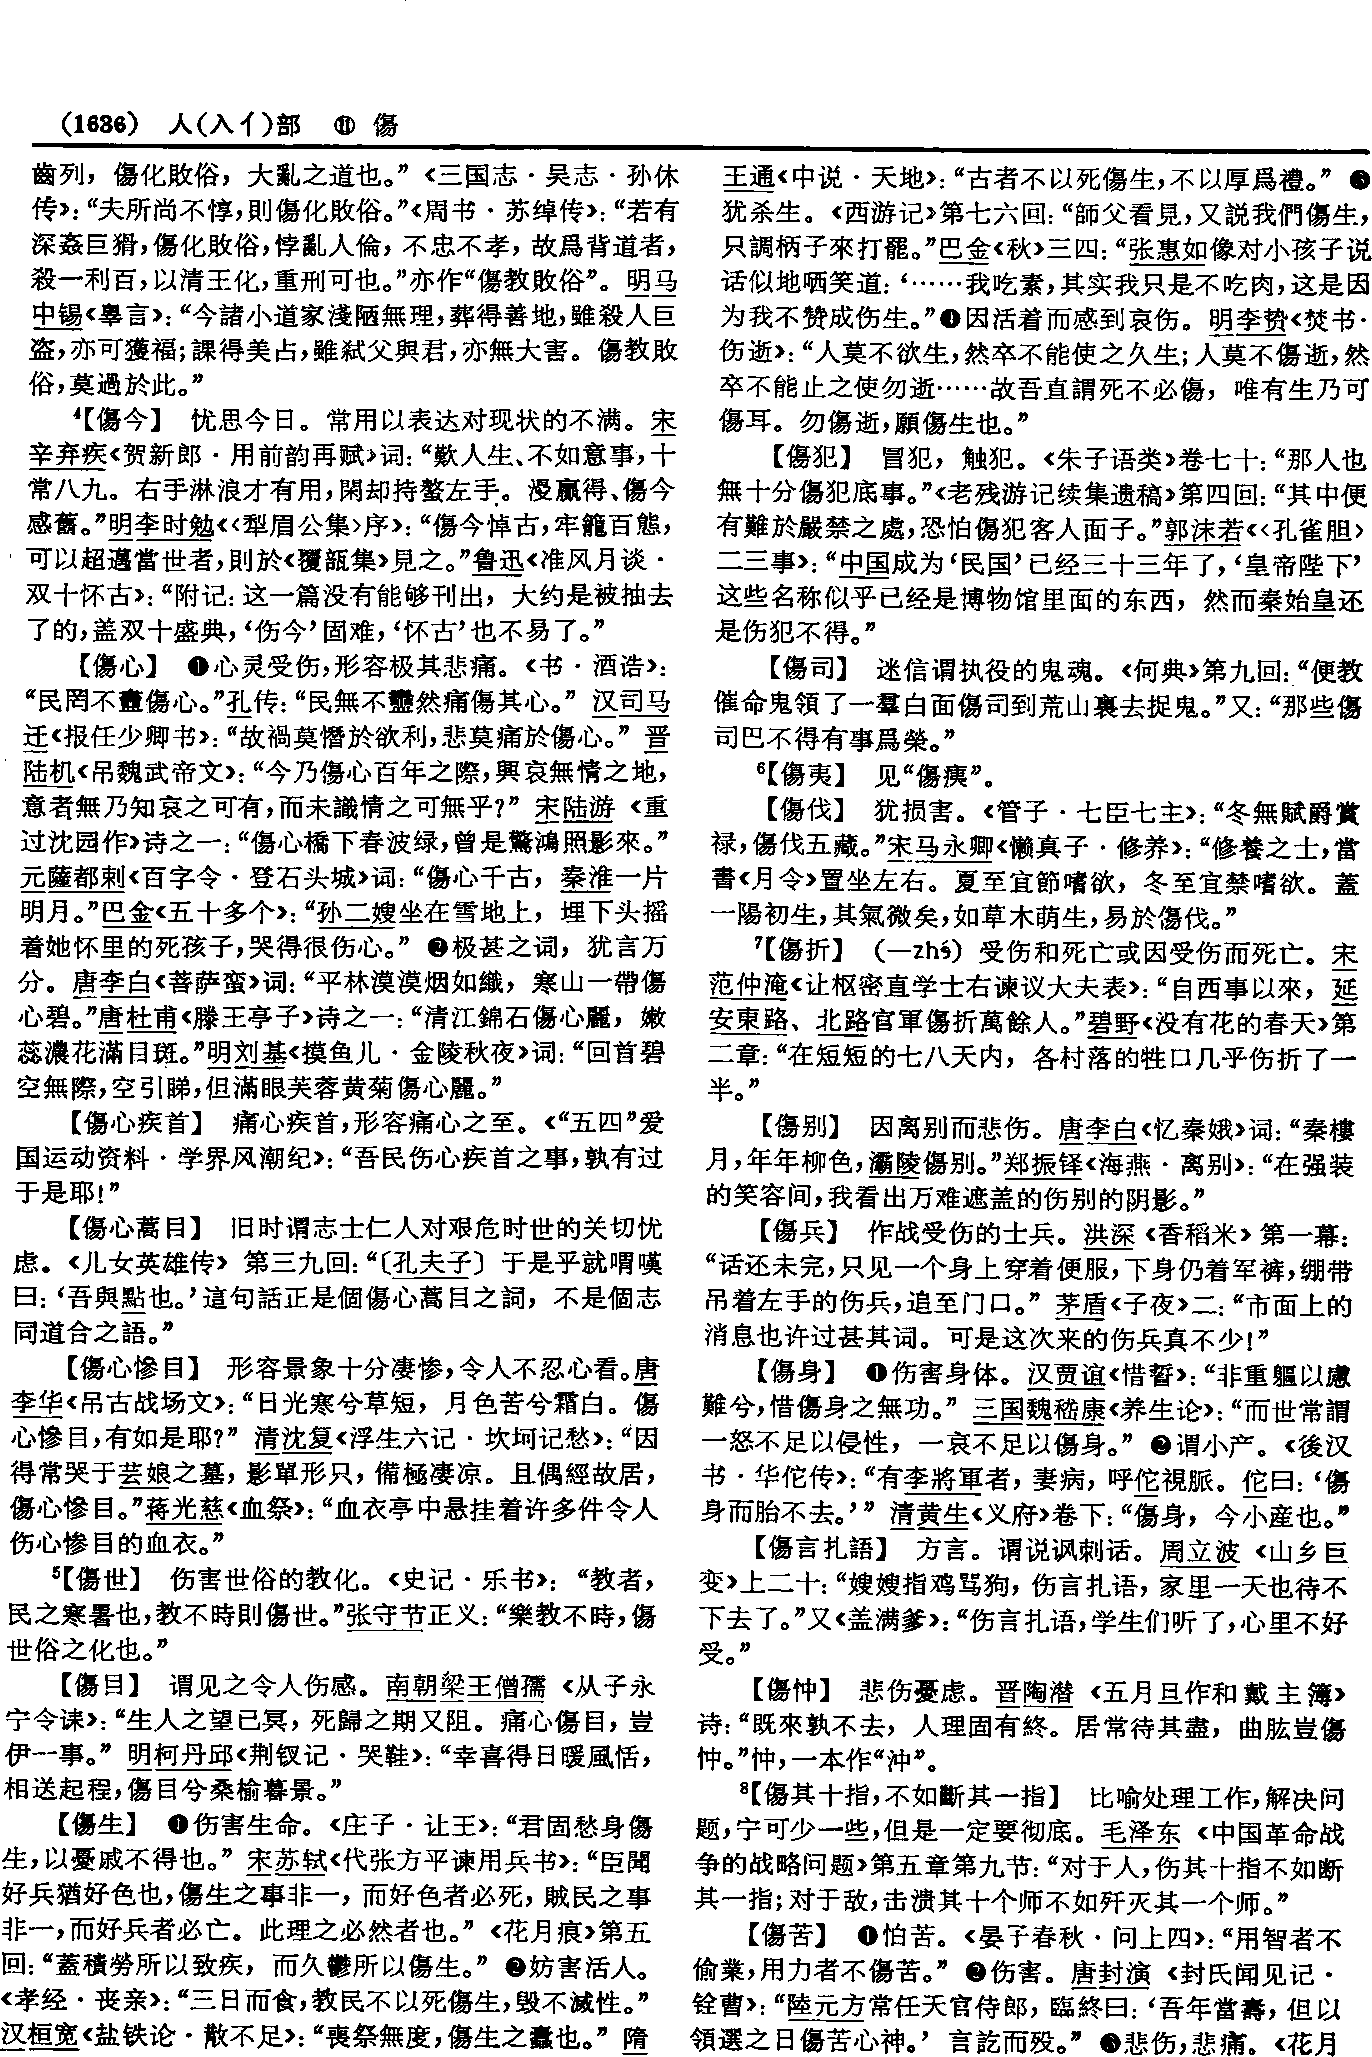 (1636) 人(入亻)部 ⑪ 傷
齒列，傷化敗俗，大亂之道也。”《三国志·吴志·孙休
传》：“夫所尚不惇，則傷化敗俗。”《周书·苏绰传》：“若有
深姦巨猾，傷化敗俗，悖亂人倫，不忠不孝，故爲背道者，
殺一利百，以清王化，重刑可也。”亦作“傷教敗俗”。明马
中锡《辠言》：“今諸小道家淺陋無理，葬得善地，雖殺人巨
盗，亦可獲福；課得美占，雖弒父與君，亦無大害。傷教敗
俗，莫過於此。”
⁴【傷今】 忧思今日。常用以表达对现状的不满。宋
辛弃疾《贺新郎·用前韵再赋》词：“歎人生、不如意事，十
常八九。右手淋浪才有用，閑却持螯左手。漫贏得、傷今
感舊。”明李时勉《〈犁眉公集〉序》：“傷今悼古，牢籠百態，
可以超邁當世者，則於《覆瓿集》見之。”鲁迅《准风月谈·
双十怀古》：“附记：这一篇没有能够刊出，大约是被抽去
了的，盖双十盛典，‘伤今’固难，‘怀古’也不易了。”
【傷心】 ❶心灵受伤，形容极其悲痛。《书·酒诰》：
“民罔不衋傷心。”孔传：“民無不衋然痛傷其心。”汉司马
迁《报任少卿书》：“故禍莫憯於欲利，悲莫痛於傷心。”晋
陆机《吊魏武帝文》：“今乃傷心百年之際，興哀無情之地，
意者無乃知哀之可有，而未識情之可無乎？”宋陆游《重
过沈园作》诗之一：“傷心橋下春波绿，曾是驚鴻照影來。”
元薩都剌《百字令·登石头城》词：“傷心千古，秦淮一片
明月。”巴金《五十多个》：“孙二嫂坐在雪地上，埋下头摇
着她怀里的死孩子，哭得很伤心。” ❷极甚之词，犹言万
分。唐李白《菩萨蛮》词：“平林漠漠烟如織，寒山一帶傷
心碧。”唐杜甫《滕王亭子》诗之一：“清江錦石傷心麗，嫩
蕊濃花滿目斑。”明刘基《摸鱼儿·金陵秋夜》词：“回首碧
空無際，空引睇，但滿眼芙蓉黄菊傷心麗。”
【傷心疾首】 痛心疾首，形容痛心之至。《“五四”爱
国运动资料·学界风潮纪》：“吾民伤心疾首之事，孰有过
于是耶！”
【傷心蒿目】 旧时谓志士仁人对艰危时世的关切忧
虑。《儿女英雄传》第三九回：“〔孔夫子〕于是乎就喟嘆
曰：‘吾與點也。’這句話正是個傷心蒿目之詞，不是個志
同道合之語。”
【傷心慘目】 形容景象十分凄惨，令人不忍心看。唐
李华《吊古战场文》：“日光寒兮草短，月色苦兮霜白。傷
心慘目，有如是耶？”清沈复《浮生六记·坎坷记愁》：“因
得常哭于芸娘之墓，影單形只，備極凄凉。且偶經故居，
傷心慘目。”蒋光慈《血祭》：“血衣亭中悬挂着许多件令人
伤心惨目的血衣。”
⁵【傷世】 伤害世俗的教化。《史记·乐书》：“教者，
民之寒暑也，教不時則傷世。”张守节正义：“樂教不時，傷
世俗之化也。”
【傷目】 谓见之令人伤感。南朝梁王僧孺《从子永
宁令诔》：“生人之望已冥，死歸之期又阻。痛心傷目，豈
伊一事。”明柯丹邱《荆钗记·哭鞋》：“幸喜得日暖風恬，
相送起程，傷目兮桑榆暮景。”
【傷生】 ❶伤害生命。《庄子·让王》：“君固愁身傷
生，以憂戚不得也。”宋苏轼《代张方平谏用兵书》：“臣聞
好兵猶好色也，傷生之事非一，而好色者必死，賊民之事
非一，而好兵者必亡。此理之必然者也。”《花月痕》第五
回：“蓋積勞所以致疾，而久鬱所以傷生。” ❷妨害活人。
《孝经·丧亲》：“三日而食，教民不以死傷生，毀不滅性。”
汉桓宽《盐铁论·散不足》：“喪祭無度，傷生之蠹也。”隋
王通《中说·天地》：“古者不以死傷生，不以厚爲禮。” ❸
犹杀生。《西游记》第七六回：“師父看見，又説我們傷生，
只調柄子來打罷。”巴金《秋》三四：“张惠如像对小孩子说
话似地哂笑道：‘……我吃素，其实我只是不吃肉，这是因
为我不赞成伤生。”❹因活着而感到哀伤。明李贽《焚书·
伤逝》：“人莫不欲生，然卒不能使之久生；人莫不傷逝，然
卒不能止之使勿逝……故吾直謂死不必傷，唯有生乃可
傷耳。勿傷逝，願傷生也。”
【傷犯】 冒犯，触犯。《朱子语类》卷七十：“那人也
無十分傷犯底事。”《老残游记续集遗稿》第四回：“其中便
有難於嚴禁之處，恐怕傷犯客人面子。”郭沫若《〈孔雀胆〉
二三事》：“中国成为‘民国’已经三十三年了，‘皇帝陛下’
这些名称似乎已经是博物馆里面的东西，然而秦始皇还
是伤犯不得。”
【傷司】 迷信谓执役的鬼魂。《何典》第九回：“便教
催命鬼領了一羣白面傷司到荒山裏去捉鬼。”又：“那些傷
司巴不得有事爲榮。”
⁶【傷夷】 见“傷痍”。
【傷伐】 犹损害。《管子·七臣七主》：“冬無賦爵賞
禄，傷伐五藏。”宋马永卿《懒真子·修养》：“修養之士，當
書《月令》置坐左右。夏至宜節嗜欲，冬至宜禁嗜欲。蓋
一陽初生，其氣微矣，如草木萌生，易於傷伐。”
⁷【傷折】 （—zhé）受伤和死亡或因受伤而死亡。宋
范仲淹《让枢密直学士右谏议大夫表》：“自西事以來，延
安東路、北路官軍傷折萬餘人。”碧野《没有花的春天》第
二章：“在短短的七八天内，各村落的牲口几乎伤折了一
半。”
【傷别】 因离别而悲伤。唐李白《忆秦娥》词：“秦樓
月，年年柳色，灞陵傷别。”郑振铎《海燕·离别》：“在强装
的笑容间，我看出万难遮盖的伤别的阴影。”
【傷兵】 作战受伤的士兵。洪深《香稻米》第一幕：
“话还未完，只见一个身上穿着便服，下身仍着军裤，绷带
吊着左手的伤兵，追至门口。”茅盾《子夜》二：“市面上的
消息也许过甚其词。可是这次来的伤兵真不少！”
【傷身】 ❶伤害身体。汉贾谊《惜誓》：“非重軀以慮
難兮，惜傷身之無功。”三国魏嵇康《养生论》：“而世常謂
一怒不足以侵性，一哀不足以傷身。” ❷谓小产。《後汉
书·华佗传》：“有李將軍者，妻病，呼佗視脈。佗曰：‘傷
身而胎不去。’”清黄生《义府》卷下：“傷身，今小産也。”
【傷言扎語】 方言。谓说讽刺话。周立波《山乡巨
变》上二十：“嫂嫂指鸡骂狗，伤言扎语，家里一天也待不
下去了。”又《盖满爹》：“伤言扎语，学生们听了，心里不好
受。”
【傷忡】 悲伤憂虑。晋陶潜《五月旦作和戴主簿》
诗：“既來孰不去，人理固有終。居常待其盡，曲肱豈傷
忡。”忡，一本作“沖”。
⁸【傷其十指，不如斷其一指】 比喻处理工作，解决问
题，宁可少一些，但是一定要彻底。毛泽东《中国革命战
争的战略问题》第五章第九节：“对于人，伤其十指不如断
其一指；对于敌，击溃其十个师不如歼灭其一个师。”
【傷苦】 ❶怕苦。《晏子春秋·问上四》：“用智者不
偷業，用力者不傷苦。” ❷伤害。唐封演《封氏闻见记·
铨曹》：“陸元方常任天官侍郎，臨終曰：‘吾年當壽，但以
領選之日傷苦心神。’言訖而殁。” ❸悲伤，悲痛。《花月